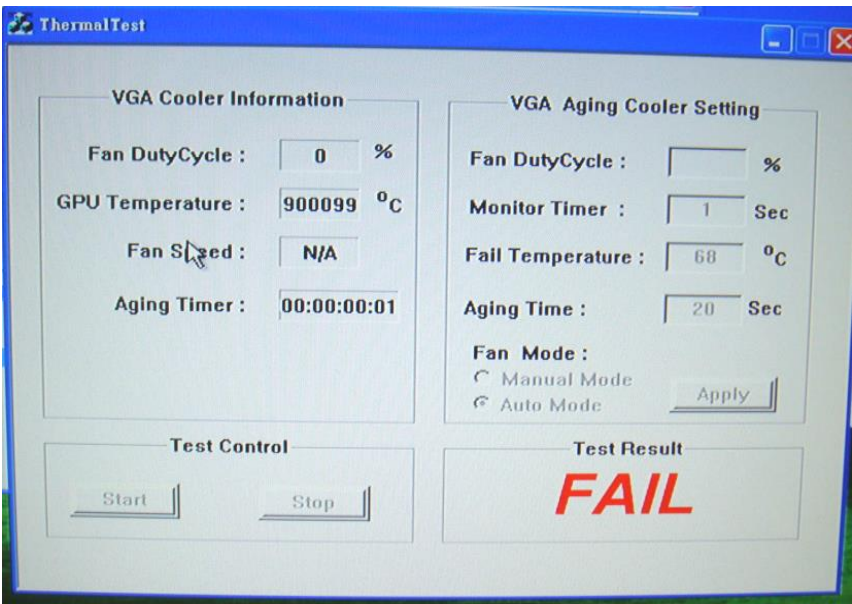 ThermalTest
VGA Cooler Information
Fan DutyCycle : 0 %
GPU Temperature : 900099 °C
Fan Speed : N/A
Aging Timer : 00:00:00:01
VGA Aging Cooler Setting
Fan DutyCycle : %
Monitor Timer : 1 Sec
Fail Temperature : 68 °C
Aging Time : 20 Sec
Fan Mode :
Manual Mode
Auto Mode
Apply
Test Control
Start Stop
Test Result
FAIL